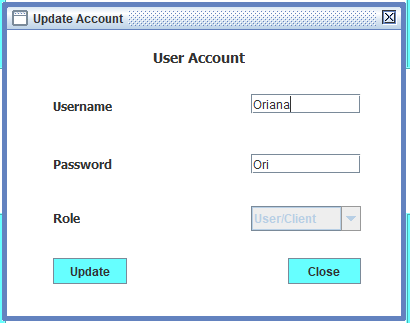 Update Account
User Account
Username Oriana
Password Ori
Role User/Client
Update Close